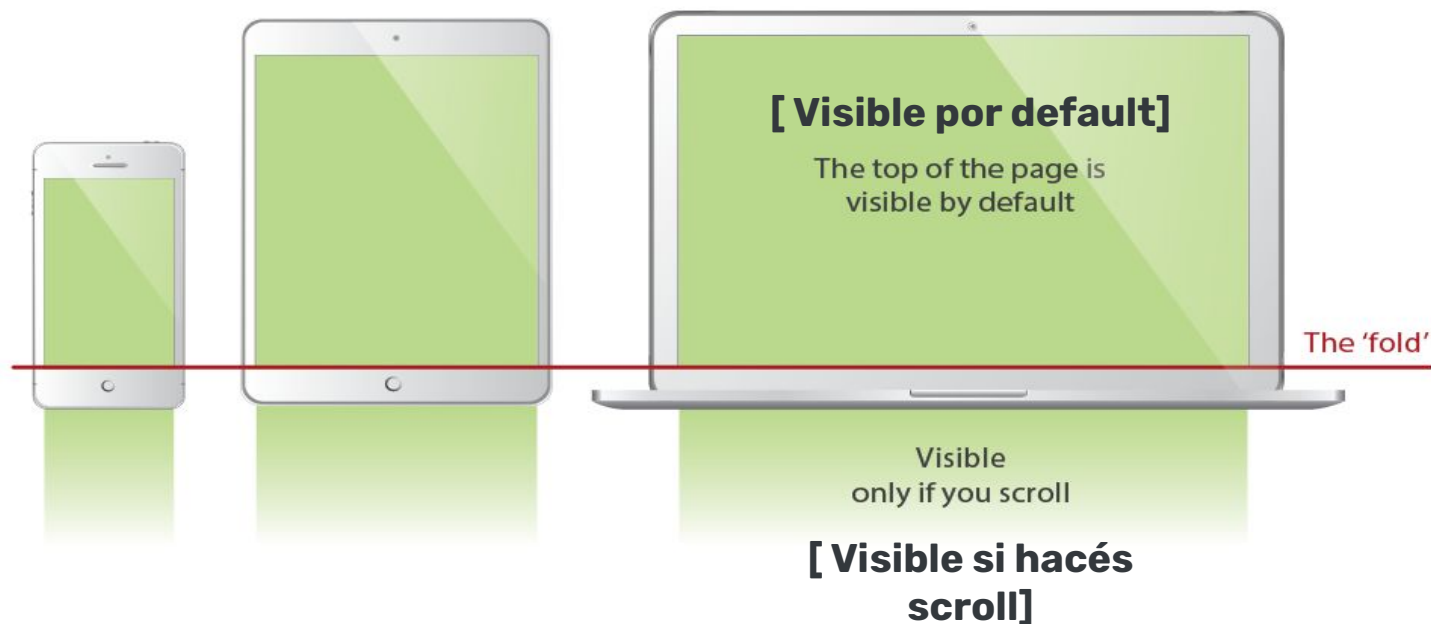 [ Visible por default]
The top of the page is
visible by default
The ‘fold’
Visible
only if you scroll
[ Visible si hacés
scroll]